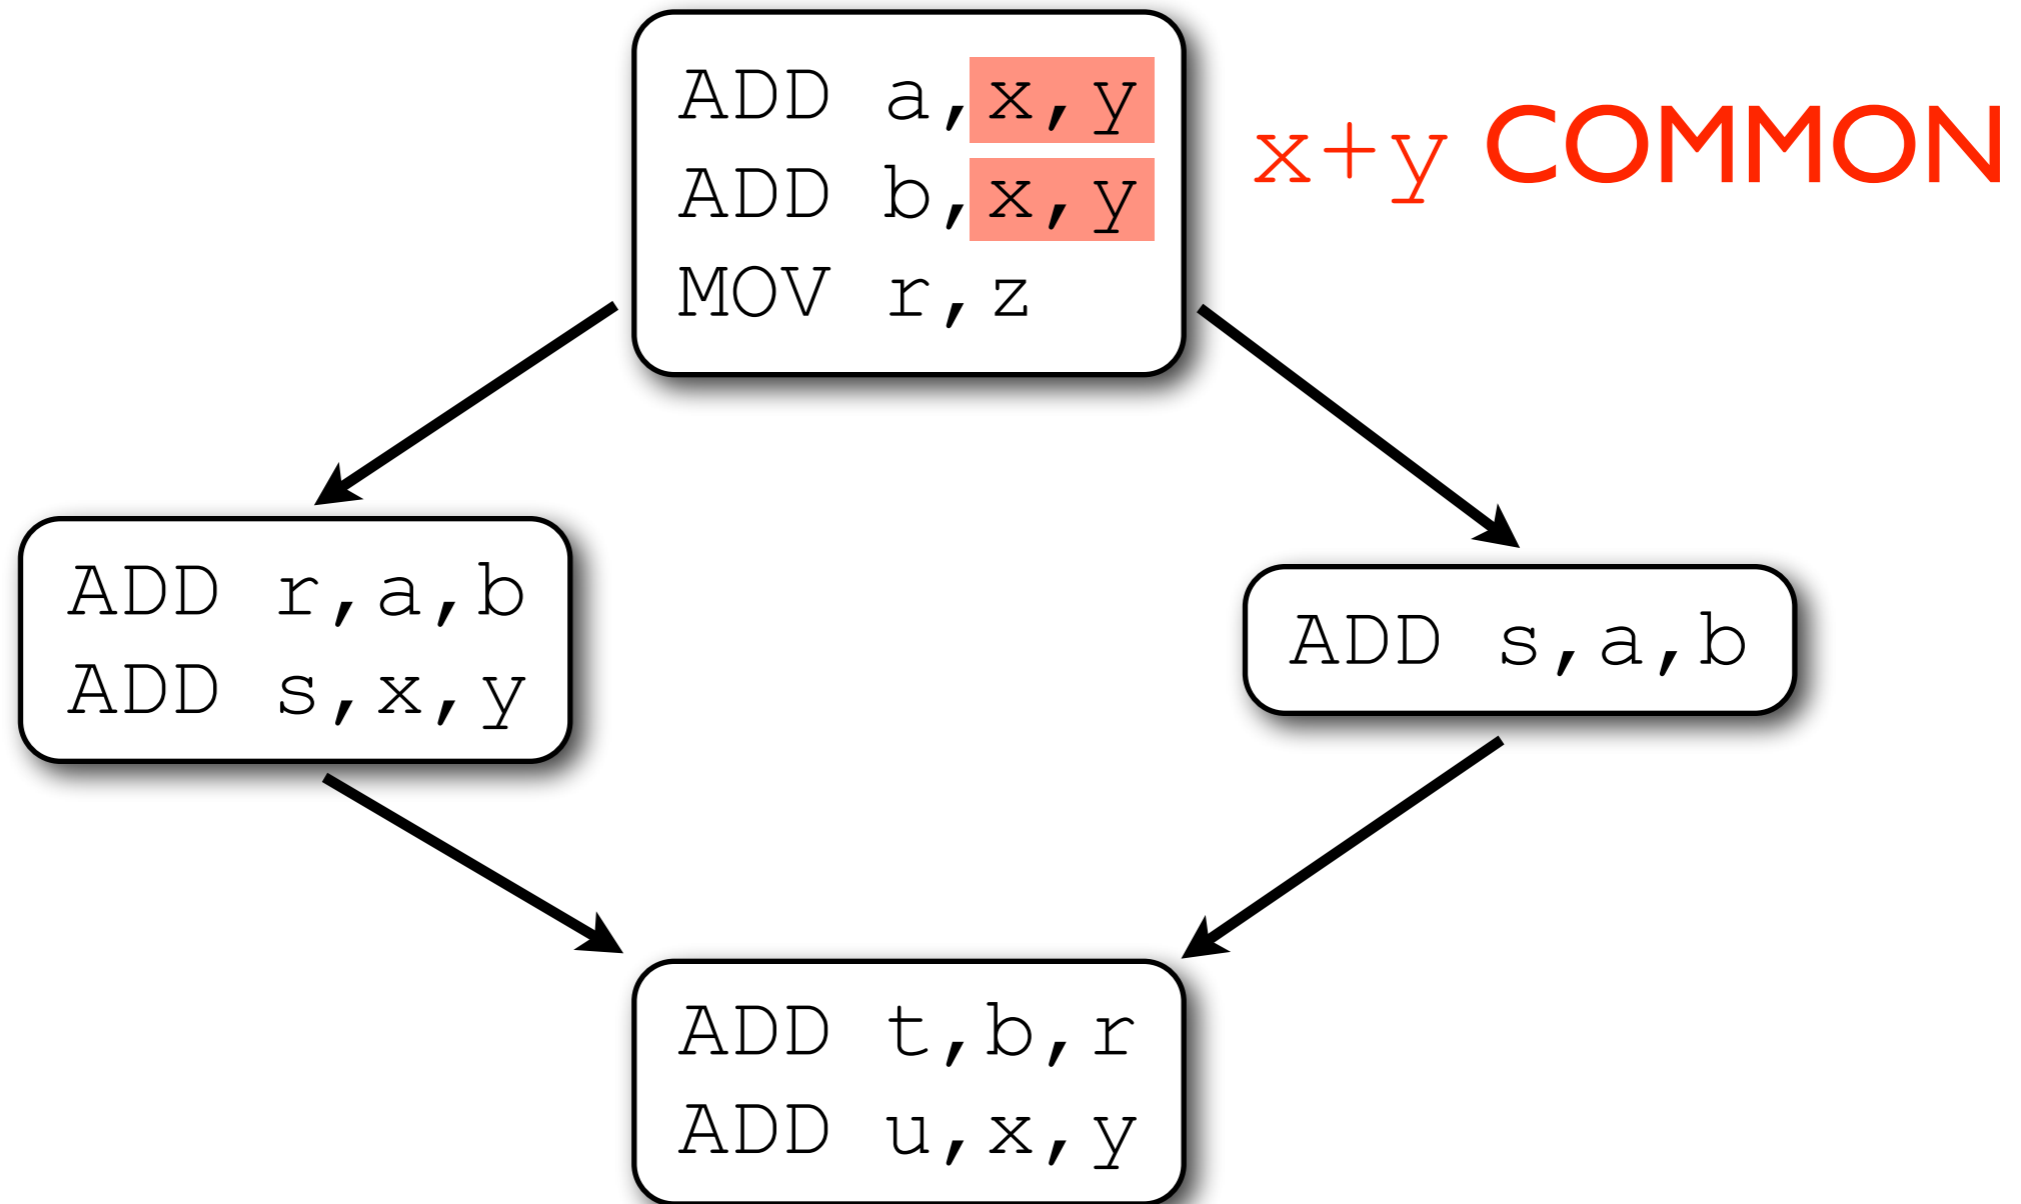 ADD a,x,y
ADD b,x,y
MOV r,z
x+y COMMON
ADD r,a,b
ADD s,x,y
ADD s,a,b
ADD t,b,r
ADD u,x,y